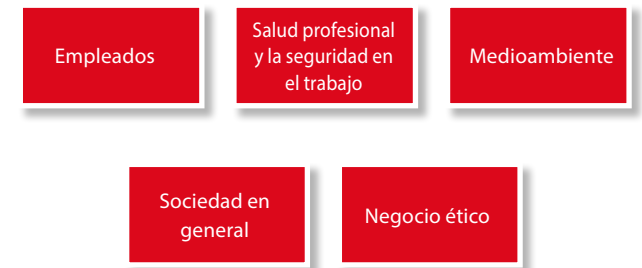 Empleados
Salud profesional
y la seguridad en
el trabajo
Medioambiente
Sociedad en
general
Negocio ético